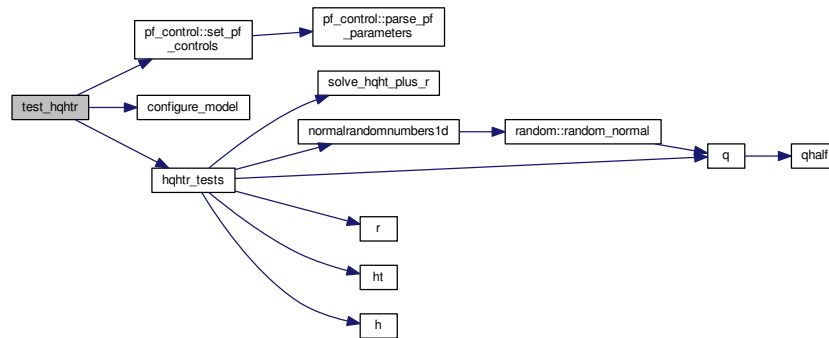 pf_control::set_pf
_controls
pf_control::parse_pf
_parameters
test_hqhtr
configure_model
hqhtr_tests
solve_hqht_plus_r
normalrandomnumbers1d
random::random_normal
q
qhalf
r
ht
h